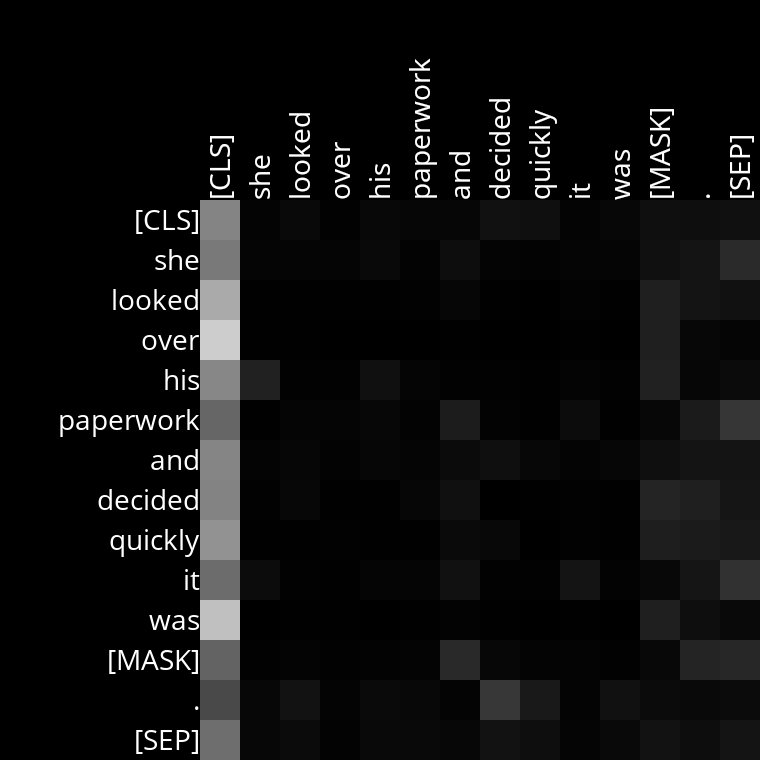 [CLS] she looked over his paperwork and decided quickly it was [MASK] . [SEP]
[CLS]
she
looked
over
his
paperwork
and
decided
quickly
it
was
[MASK]
.
[SEP]